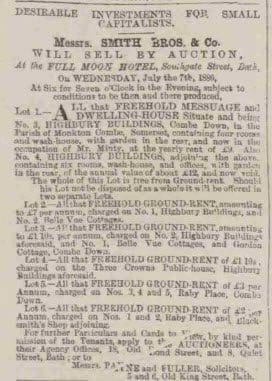 DESIRABLE INVESTMENTS FOR SMALL
CAPITALISTS.
Messrs. SMITH BROS. & Co.
WILL SELL BY AUCTION,
At the FULL MOON HOTEL, Southgate Street, Bath,
On WEDNESDAY, July the 7th, 1880,
At Six for Seven o'Clock in the Evening, subject to
conditions to be then and there produced,
Lot 1.—ALL that FREEHOLD MESSUAGE and
DWELLING-HOUSE Situate and being
No. 3, HIGHBURY BUILDINGS, Combe Down, in the
Parish of Monkton Combe, Somerset, containing four rooms
and wash-house, with garden in the rear, and now in the
occupation of Mr. Minty, at the yearly rent of £9. Also
No. 4, HIGHBURY BUILDINGS, adjoining the above,
containing six rooms, wash-house, and offices, with garden
in the rear, of the annual value of about £12, and now void.
The whole of this Lot is free from Ground-rent. Should
this Lot not be disposed of as a whole it will be offered in
two separate Lots.
Lot 2.—All that FREEHOLD GROUND-RENT, amounting
to £7 per annum, charged on No. 1, Highbury Buildings, and
No. 2, Belle Vue Cottages.
Lot 3.—All that FREEHOLD GROUND-RENT, amounting
to £1 10s. per annum, charged on No. 2, Highbury Buildings
aforesaid, and No. 1, Belle Vue Cottages, and Gordon
Cottage, Combe Down.
Lot 4.—All that FREEHOLD GROUND-RENT of £1 10s.
charged on the Three Crowns Public-house, Highbury
Buildings aforesaid.
Lot 5.—All that FREEHOLD GROUND-RENT of £3 per
Annum, charged on Nos. 3, 4 and 5, Raby Place, Combe
Down.
Lot 6.—All that FREEHOLD GROUND-RENT of per
Annum, charged on Nos. 1 and 2, Raby Place, and Black-
smith's Shop adjoining.
For further Particulars and Cards to View, by kind per-
mission of the Tenants, apply to the AUCTIONEERS, at
their Agency Offices, 18, Old Bond Street, and 8, Quiet
Street, Bath; or to
Messrs. PAYNE and FULLER, Solicitors,
5 and 6, Old King Street, Bath.